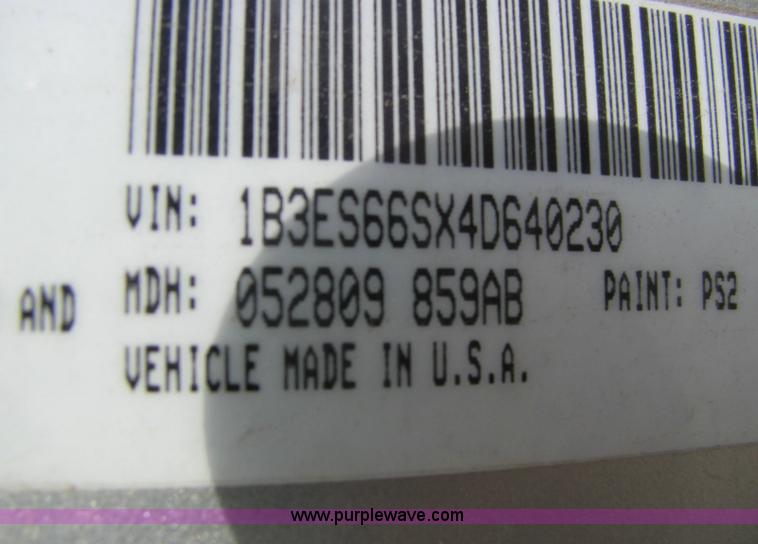 VIN: 1B3ES66SX4D640230
MDH: 052809 859AB PAINT: PS2
AND
VEHICLE MADE IN U.S.A.
www.purplewave.com